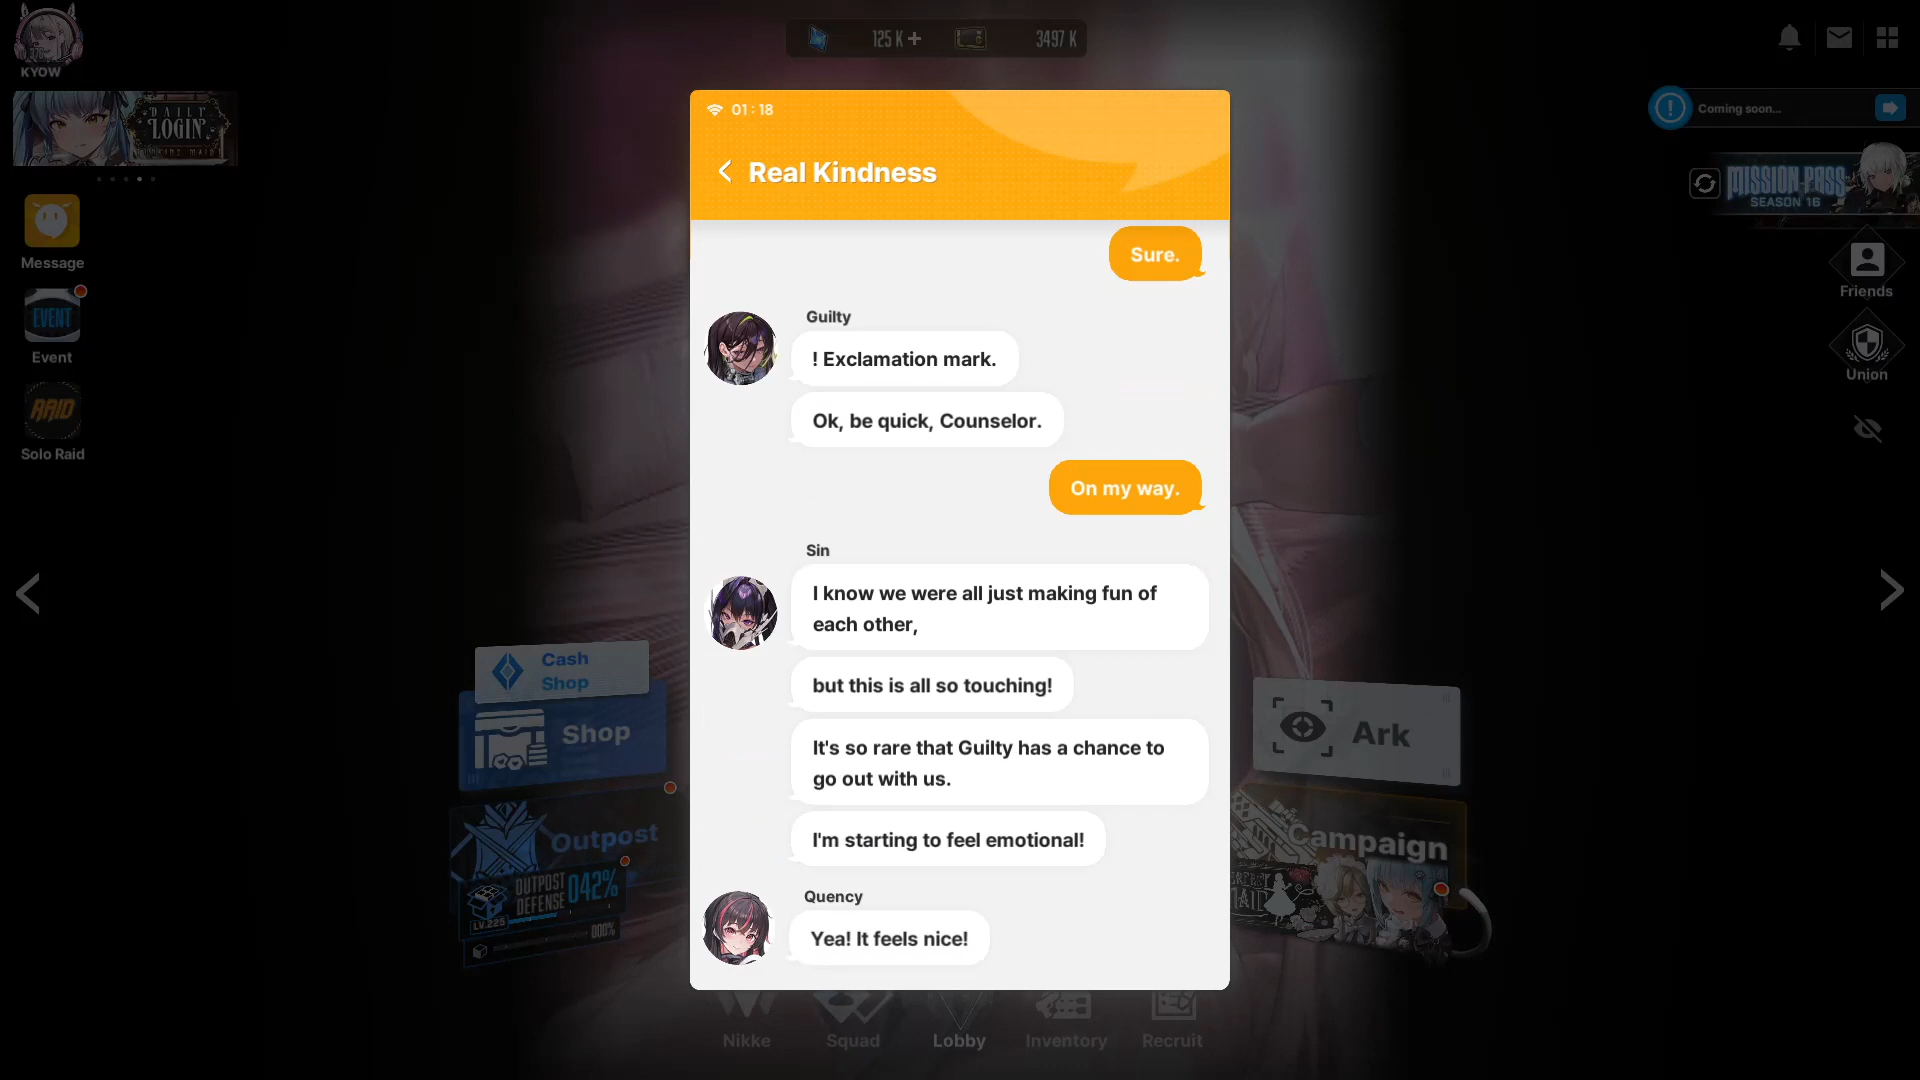 KYOW
125 K
3497 K
DAILY
LOGIN
Message
EVENT
Event
RAID
Solo Raid
Coming soon...
MISSION PASS
SEASON 16
Friends
Union
01 : 18
Real Kindness
Sure.
Guilty
! Exclamation mark.
Ok, be quick, Counselor.
On my way.
Sin
I know we were all just making fun of
each other,
but this is all so touching!
It's so rare that Guilty has a chance to
go out with us.
I'm starting to feel emotional!
Quency
Yea! It feels nice!
Cash
Shop
Shop
Outpost
OUTPOST
DEFENSE
042%
LV.225
000%
Ark
Campaign
Nikke
Squad
Lobby
Inventory
Recruit